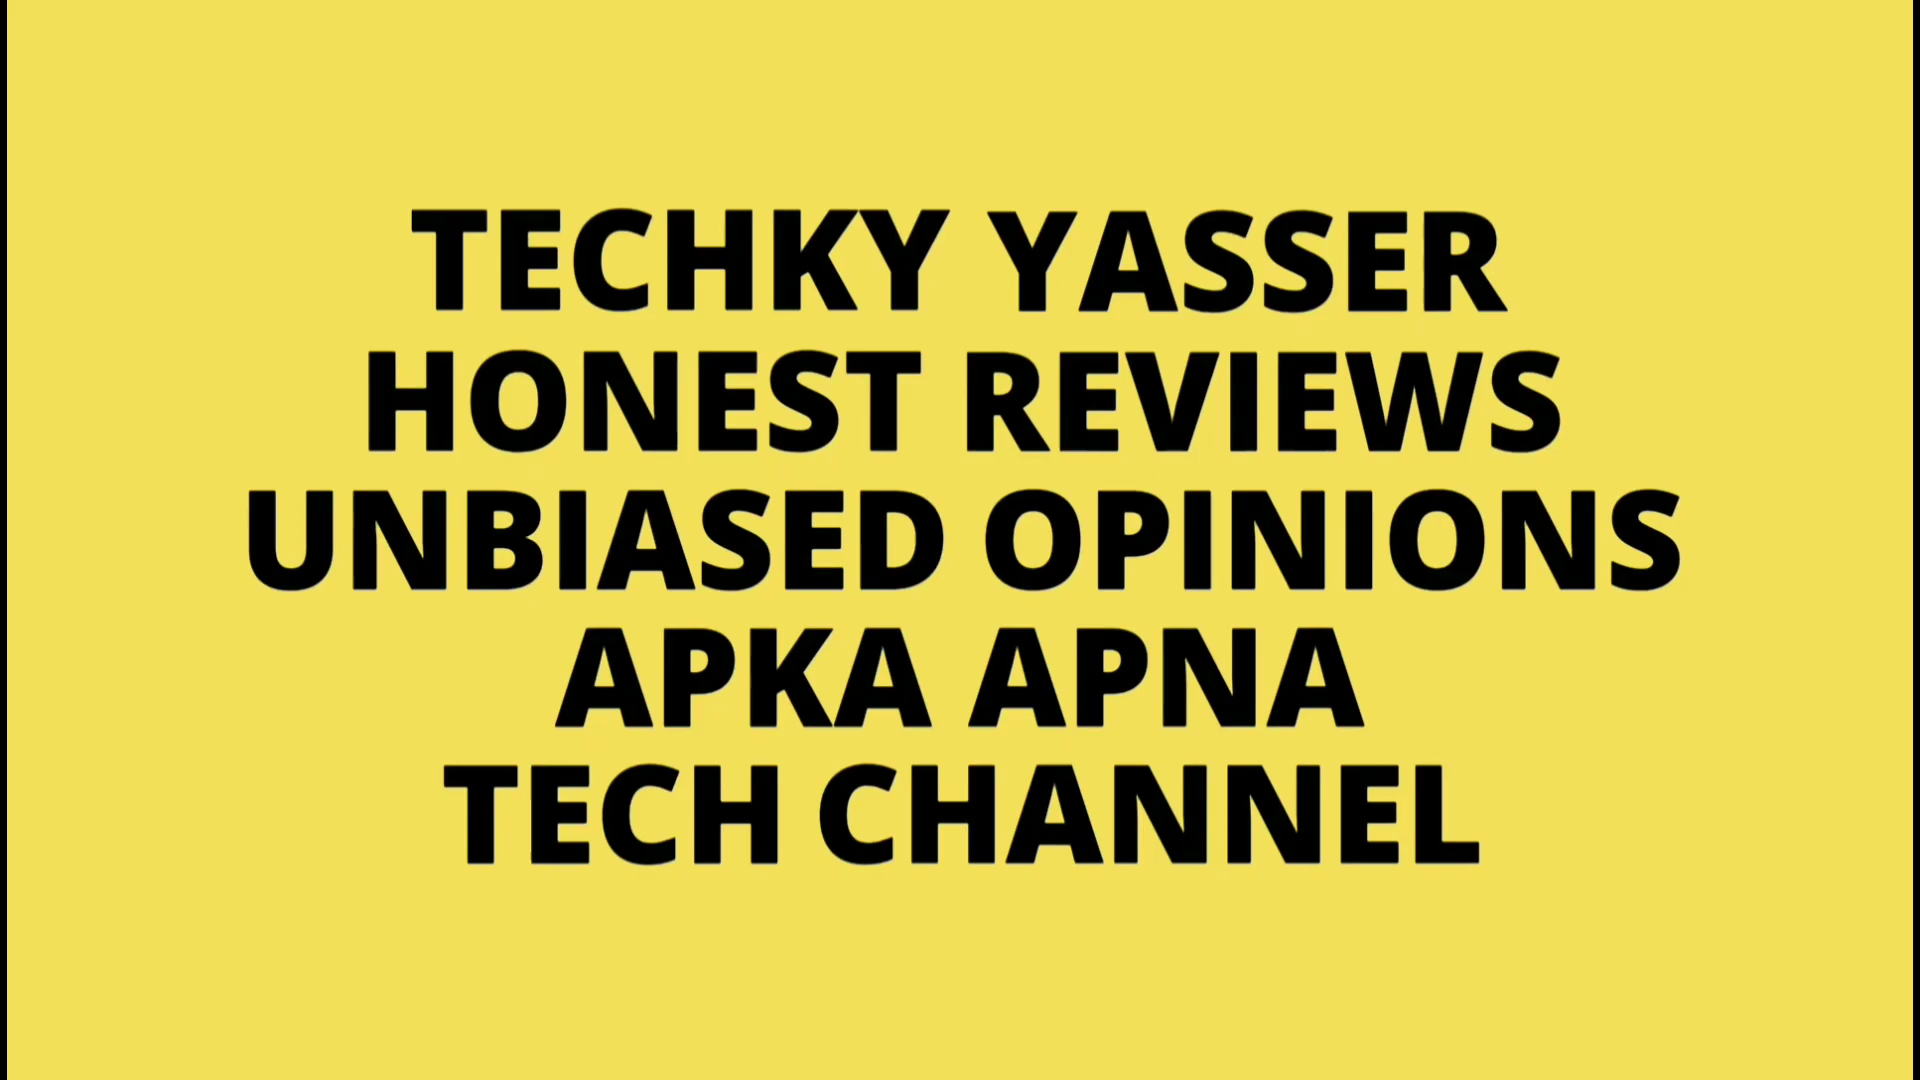 TECHKY YASSER
HONEST REVIEWS
UNBIASED OPINIONS
APKA APNA
TECH CHANNEL